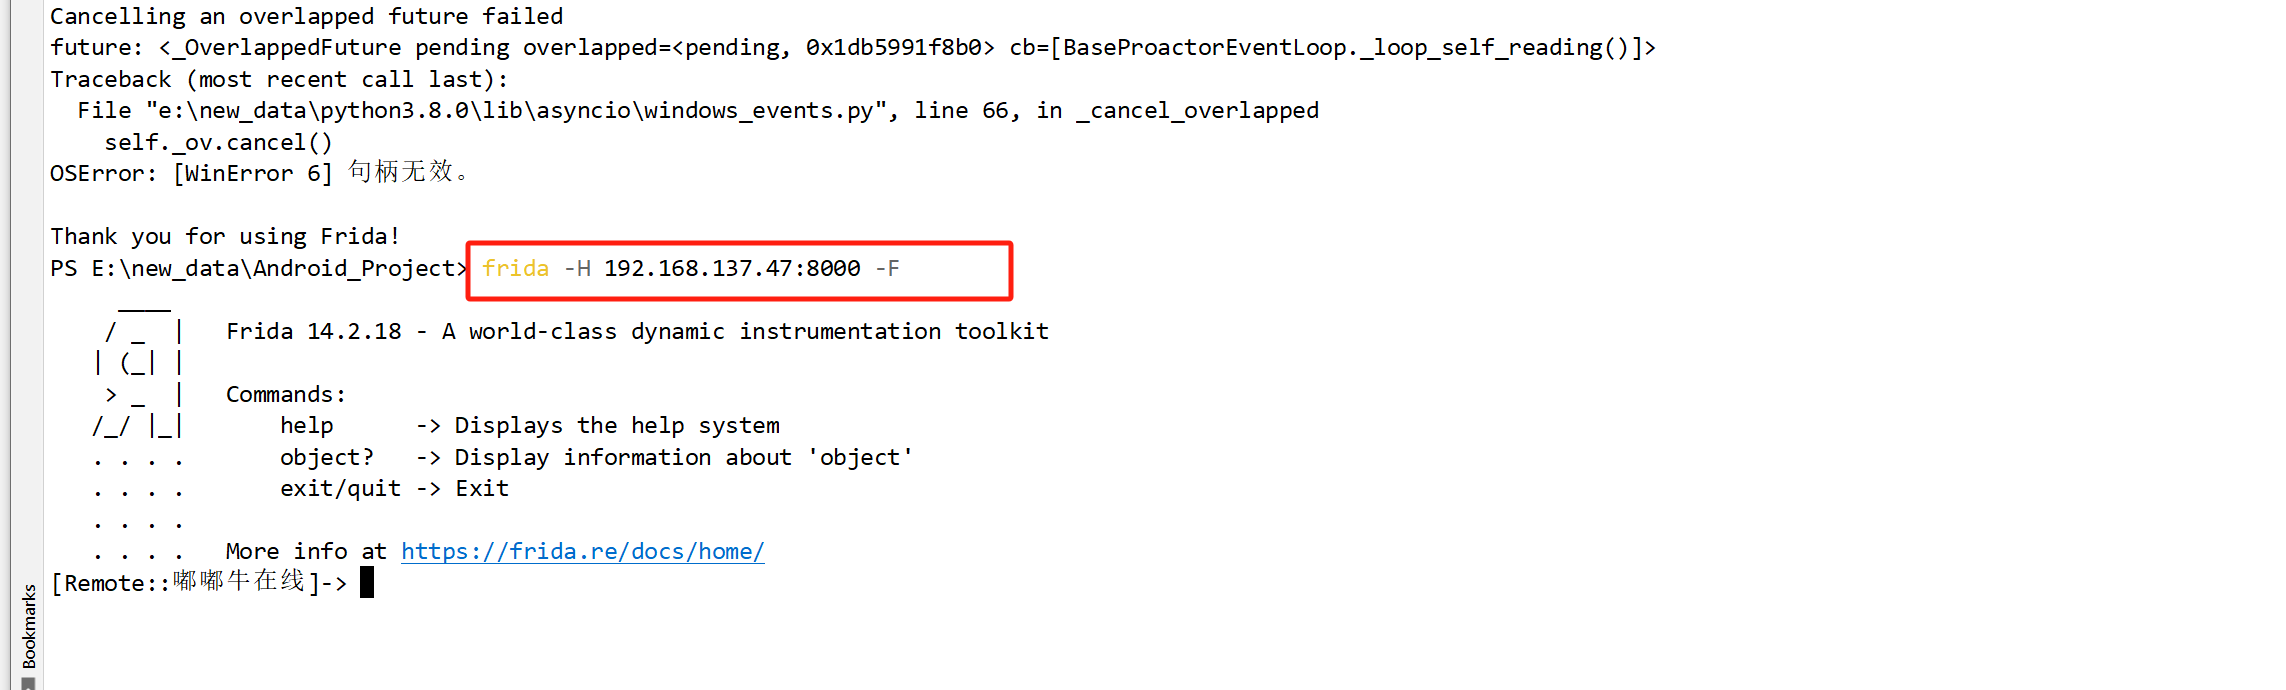 Cancelling an overlapped future failed
future: <_OverlappedFuture pending overlapped=<pending, 0x1db5991f8b0> cb=[BaseProactorEventLoop._loop_self_reading()]>
Traceback (most recent call last):
  File "e:\new_data\python3.8.0\lib\asyncio\windows_events.py", line 66, in _cancel_overlapped
    self._ov.cancel()
OSError: [WinError 6] 句柄无效。
Thank you for using Frida!
PS E:\new_data\Android_Project> frida -H 192.168.137.47:8000 -F
     ____
    / _  |   Frida 14.2.18 - A world-class dynamic instrumentation toolkit
   | (_| |
    > _  |   Commands:
   /_/ |_|       help      -> Displays the help system
   . . . .       object?   -> Display information about 'object'
   . . . .       exit/quit -> Exit
   . . . .
   . . . .   More info at https://frida.re/docs/home/
[Remote::嘟嘟牛在线]->
Bookmarks